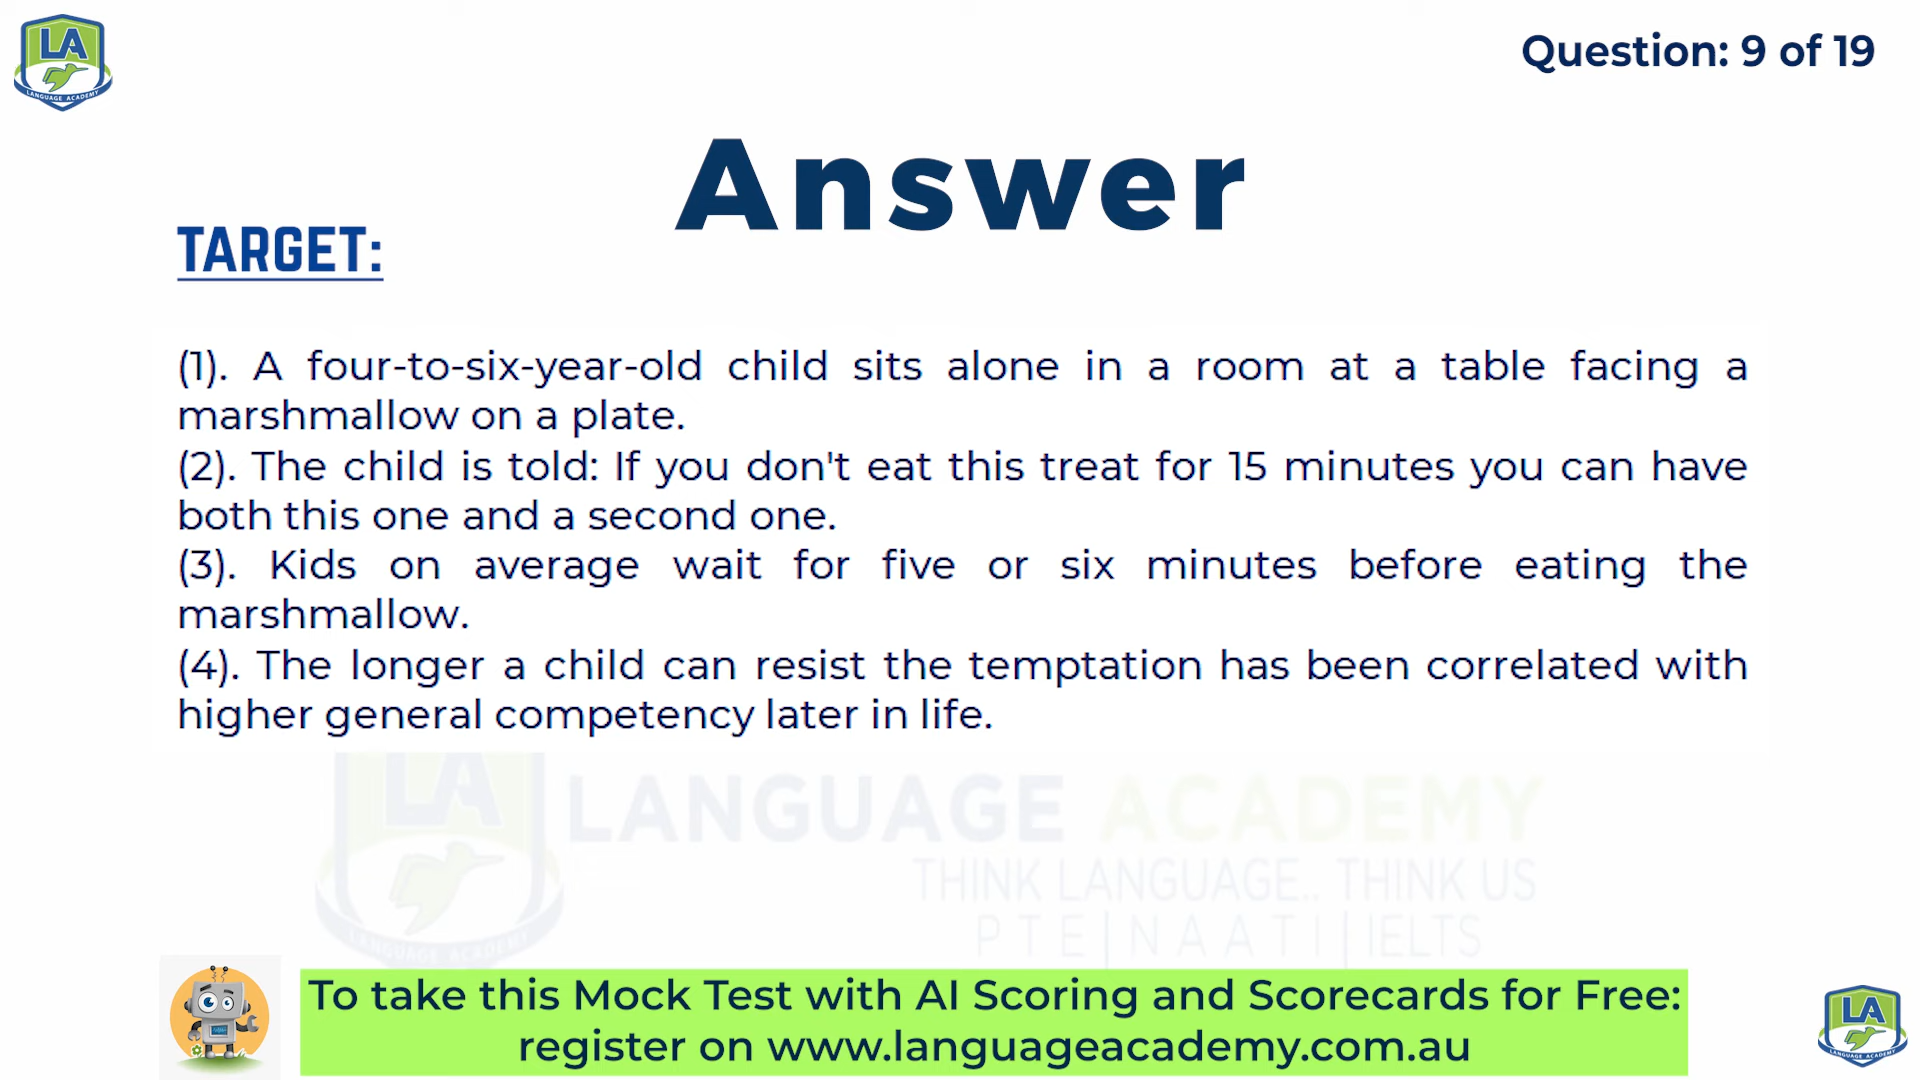 LA
LANGUAGE ACADEMY
Question: 9 of 19
Answer
TARGET:
(1). A four-to-six-year-old child sits alone in a room at a table facing a
marshmallow on a plate.
(2). The child is told: If you don't eat this treat for 15 minutes you can have
both this one and a second one.
(3). Kids on average wait for five or six minutes before eating the
marshmallow.
(4). The longer a child can resist the temptation has been correlated with
higher general competency later in life.
LA
LANGUAGE ACADEMY
LANGUAGE ACADEMY
THINK LANGUAGE.. THINK US
PTE|NAATI|IELTS
To take this Mock Test with AI Scoring and Scorecards for Free:
register on www.languageacademy.com.au
LA
LANGUAGE ACADEMY